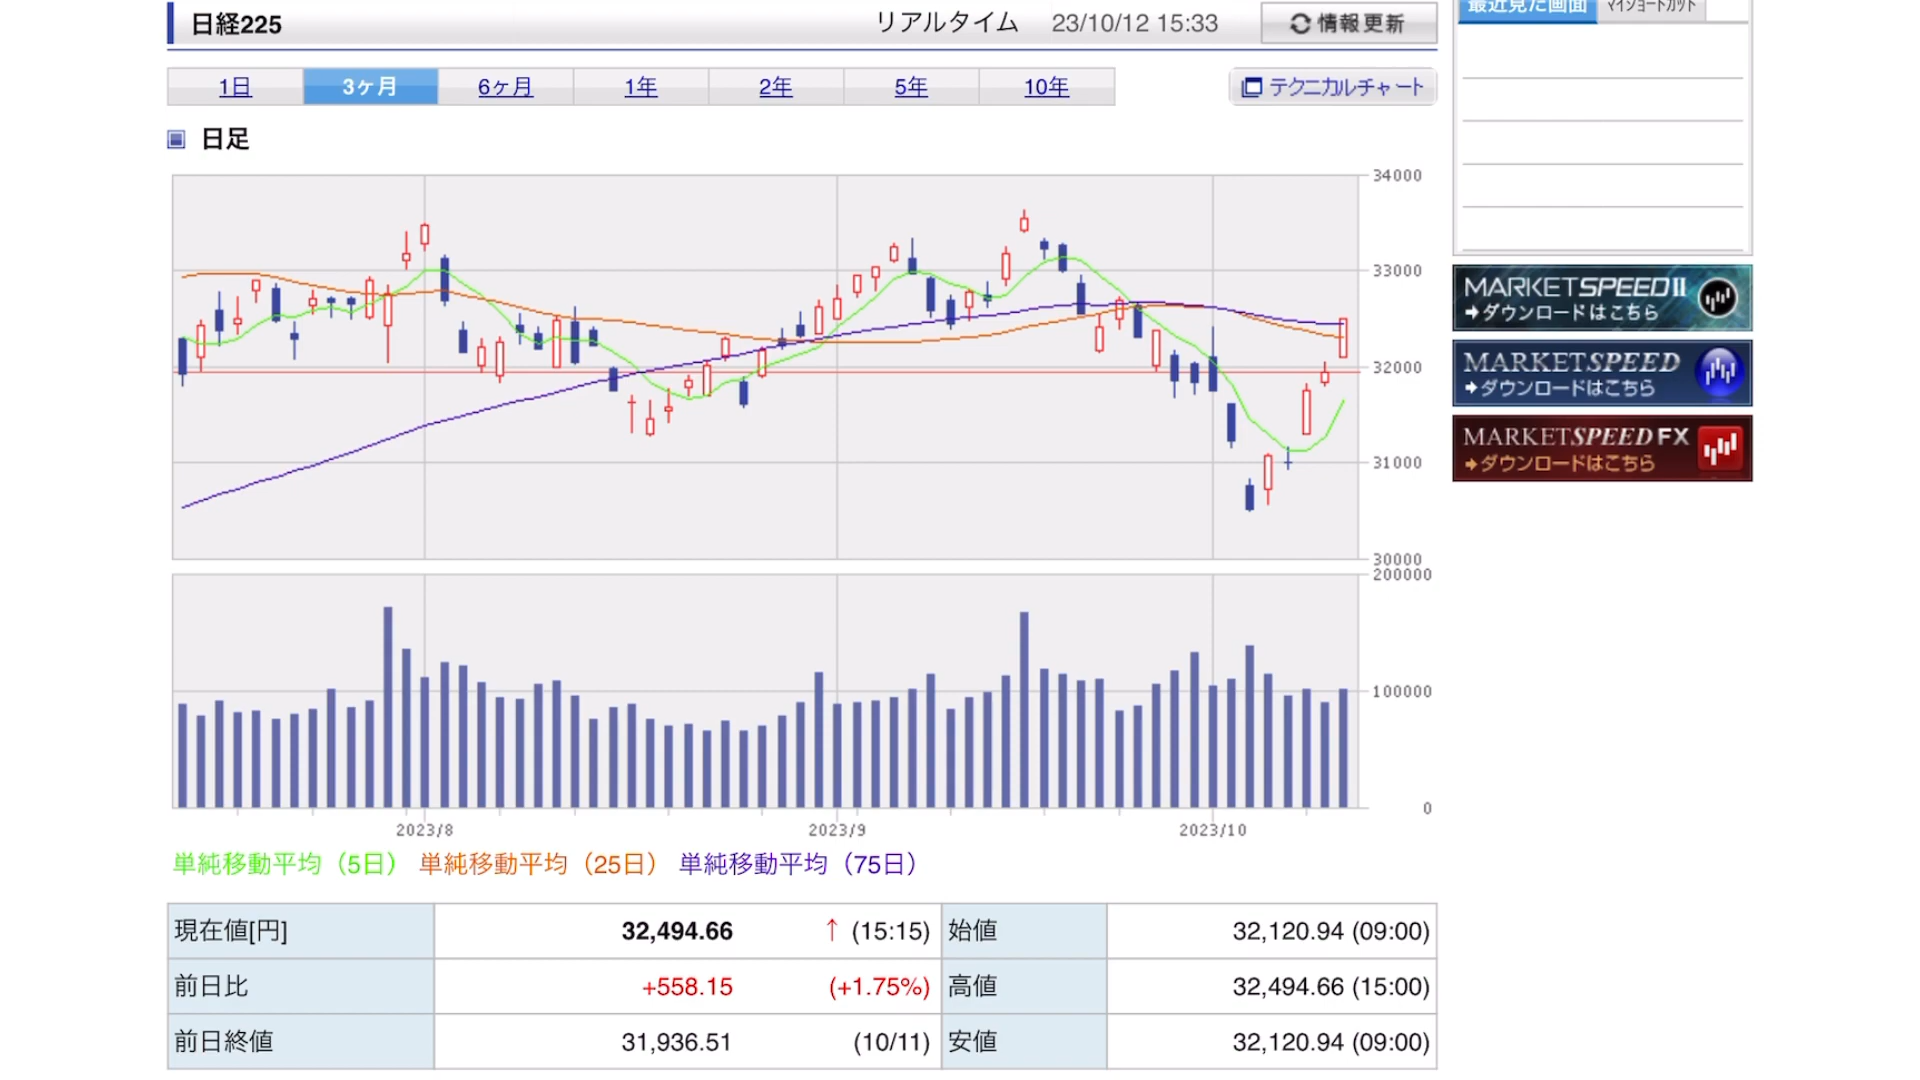 日経225 リアルタイム 23/10/12 15:33 情報更新
最近見た画面 マイショートカット
1日 3ヶ月 6ヶ月 1年 2年 5年 10年 テクニカルチャート
日足
34000
33000
32000
31000
30000
200000
100000
0
2023/8 2023/9 2023/10
単純移動平均（5日） 単純移動平均（25日） 単純移動平均（75日）
現在値[円] 32,494.66 ↑ (15:15) 始値 32,120.94 (09:00)
前日比 +558.15 (+1.75%) 高値 32,494.66 (15:00)
前日終値 31,936.51 (10/11) 安値 32,120.94 (09:00)
MARKETSPEED II
ダウンロードはこちら
MARKETSPEED
ダウンロードはこちら
MARKETSPEED FX
ダウンロードはこちら